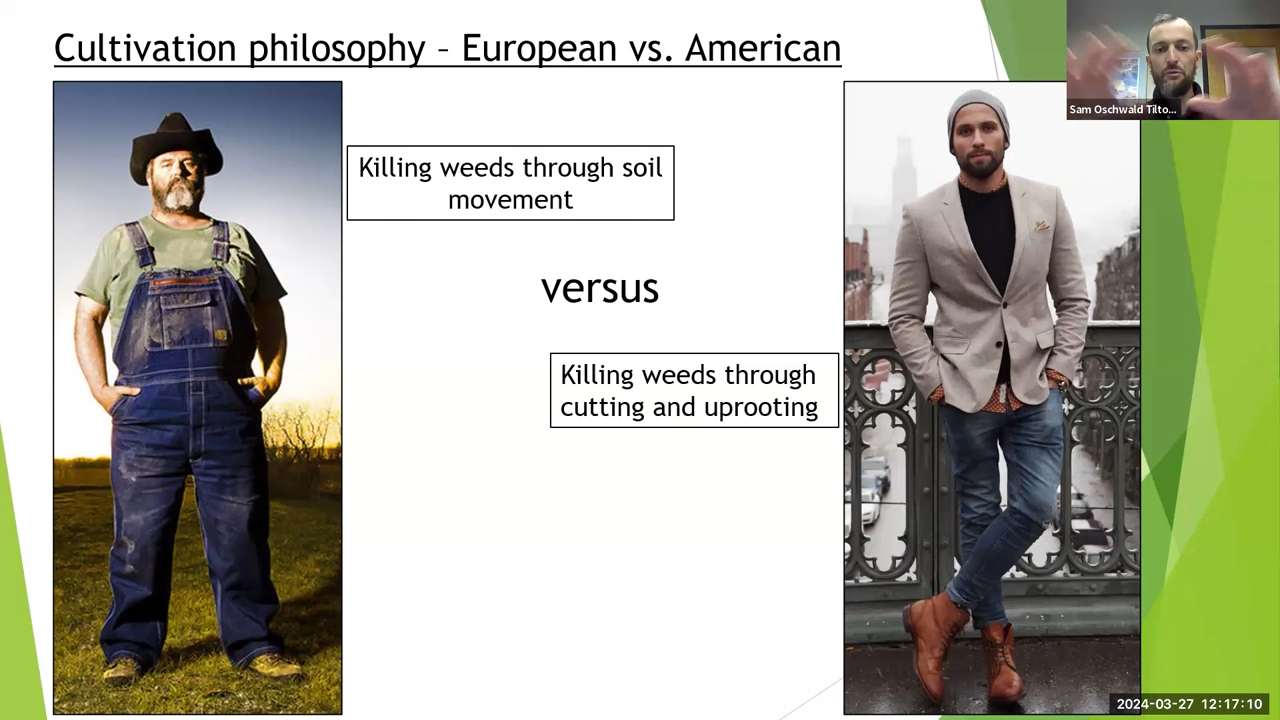 Cultivation philosophy – European vs. American
Killing weeds through soil
movement
versus
Killing weeds through
cutting and uprooting
Sam Oschwald Tilto...
2024-03-27 12:17:10